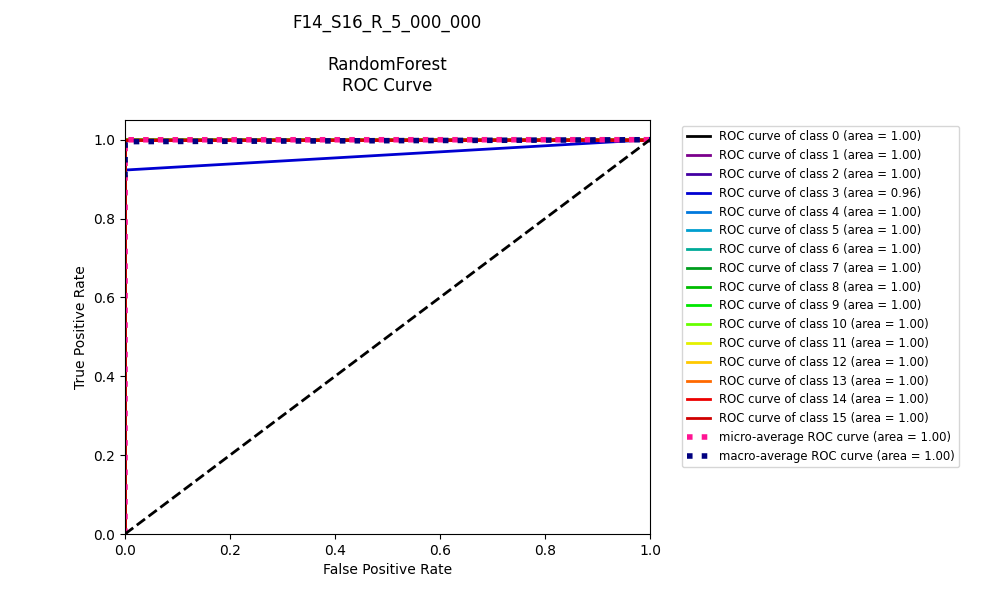 F14_S16_R_5_000_000
RandomForest
ROC Curve
1.0
0.8
0.6
0.4
0.2
0.0
True Positive Rate
0.0 0.2 0.4 0.6 0.8 1.0
False Positive Rate
ROC curve of class 0 (area = 1.00)
ROC curve of class 1 (area = 1.00)
ROC curve of class 2 (area = 1.00)
ROC curve of class 3 (area = 0.96)
ROC curve of class 4 (area = 1.00)
ROC curve of class 5 (area = 1.00)
ROC curve of class 6 (area = 1.00)
ROC curve of class 7 (area = 1.00)
ROC curve of class 8 (area = 1.00)
ROC curve of class 9 (area = 1.00)
ROC curve of class 10 (area = 1.00)
ROC curve of class 11 (area = 1.00)
ROC curve of class 12 (area = 1.00)
ROC curve of class 13 (area = 1.00)
ROC curve of class 14 (area = 1.00)
ROC curve of class 15 (area = 1.00)
micro-average ROC curve (area = 1.00)
macro-average ROC curve (area = 1.00)